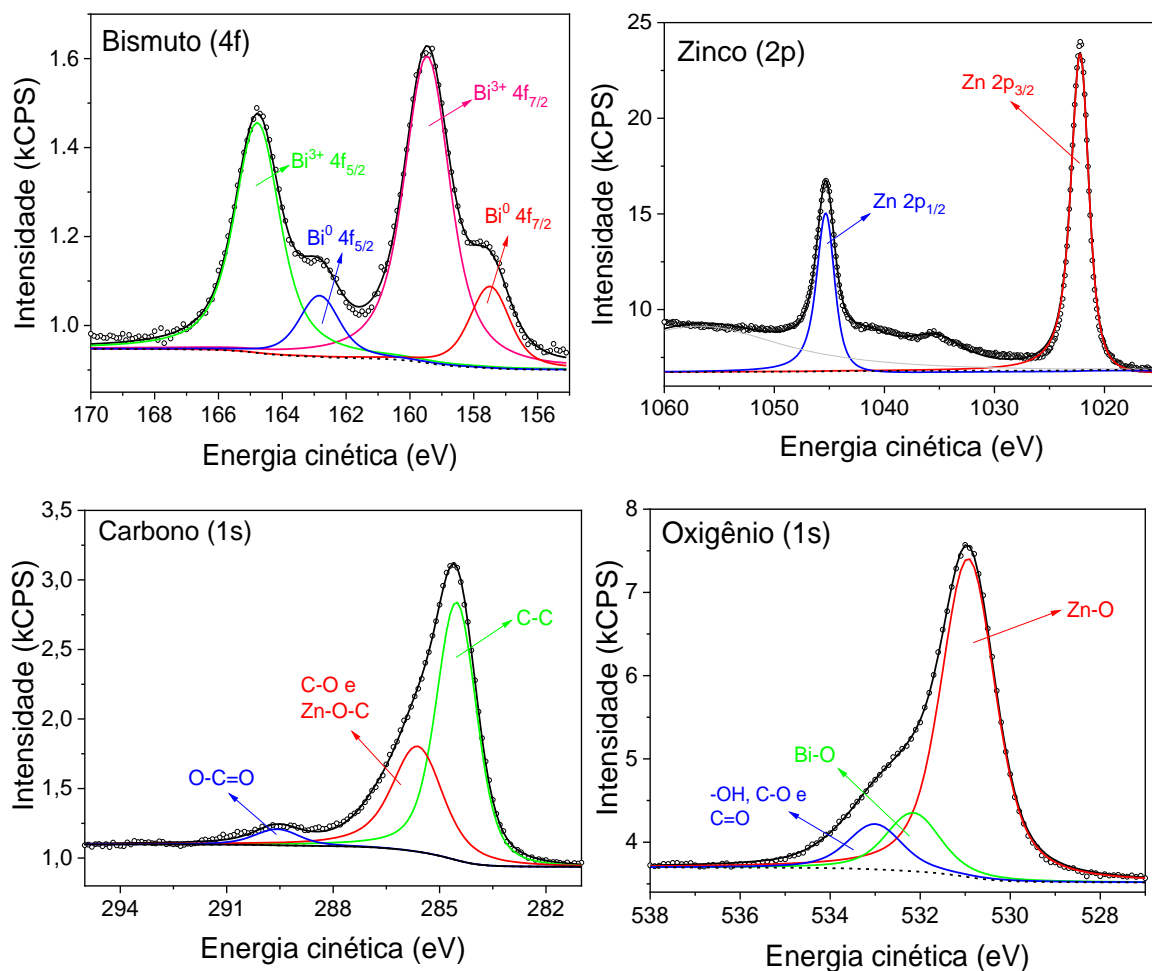 Bismuto (4f)
Intensidade (kCPS)
1.6
1.4
1.2
1.0
Bi³⁺ 4f₇/₂
Bi³⁺ 4f₅/₂
Bi⁰ 4f₅/₂
Bi⁰ 4f₇/₂
170 168 166 164 162 160 158 156
Energia cinética (eV)
Zinco (2p)
Intensidade (kCPS)
25
20
15
10
Zn 2p₃/₂
Zn 2p₁/₂
1060 1050 1040 1030 1020
Energia cinética (eV)
Carbono (1s)
Intensidade (kCPS)
3,5
3,0
2,5
2,0
1,5
1,0
C-C
C-O e
Zn-O-C
O-C=O
294 291 288 285 282
Energia cinética (eV)
Oxigênio (1s)
Intensidade (kCPS)
8
7
6
5
4
Zn-O
Bi-O
-OH, C-O e
C=O
538 536 534 532 530 528
Energia cinética (eV)